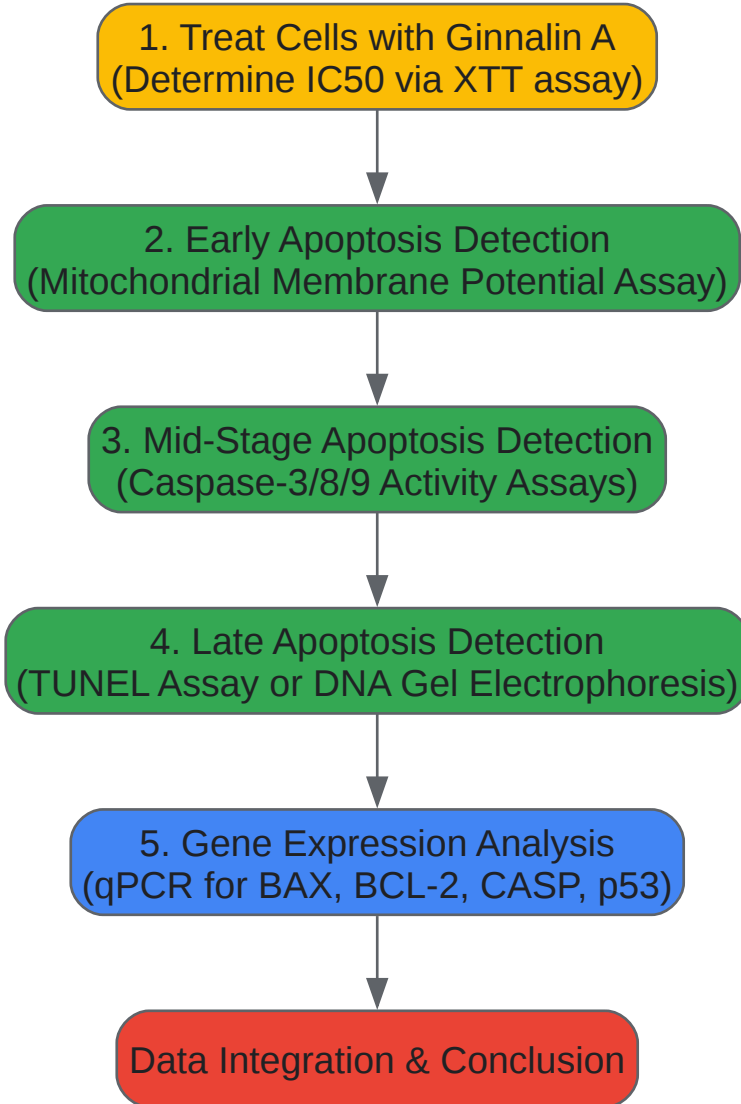 1. Treat Cells with Ginnalin A
(Determine IC50 via XTT assay)
2. Early Apoptosis Detection
(Mitochondrial Membrane Potential Assay)
3. Mid-Stage Apoptosis Detection
(Caspase-3/8/9 Activity Assays)
4. Late Apoptosis Detection
(TUNEL Assay or DNA Gel Electrophoresis)
5. Gene Expression Analysis
(qPCR for BAX, BCL-2, CASP, p53)
Data Integration & Conclusion